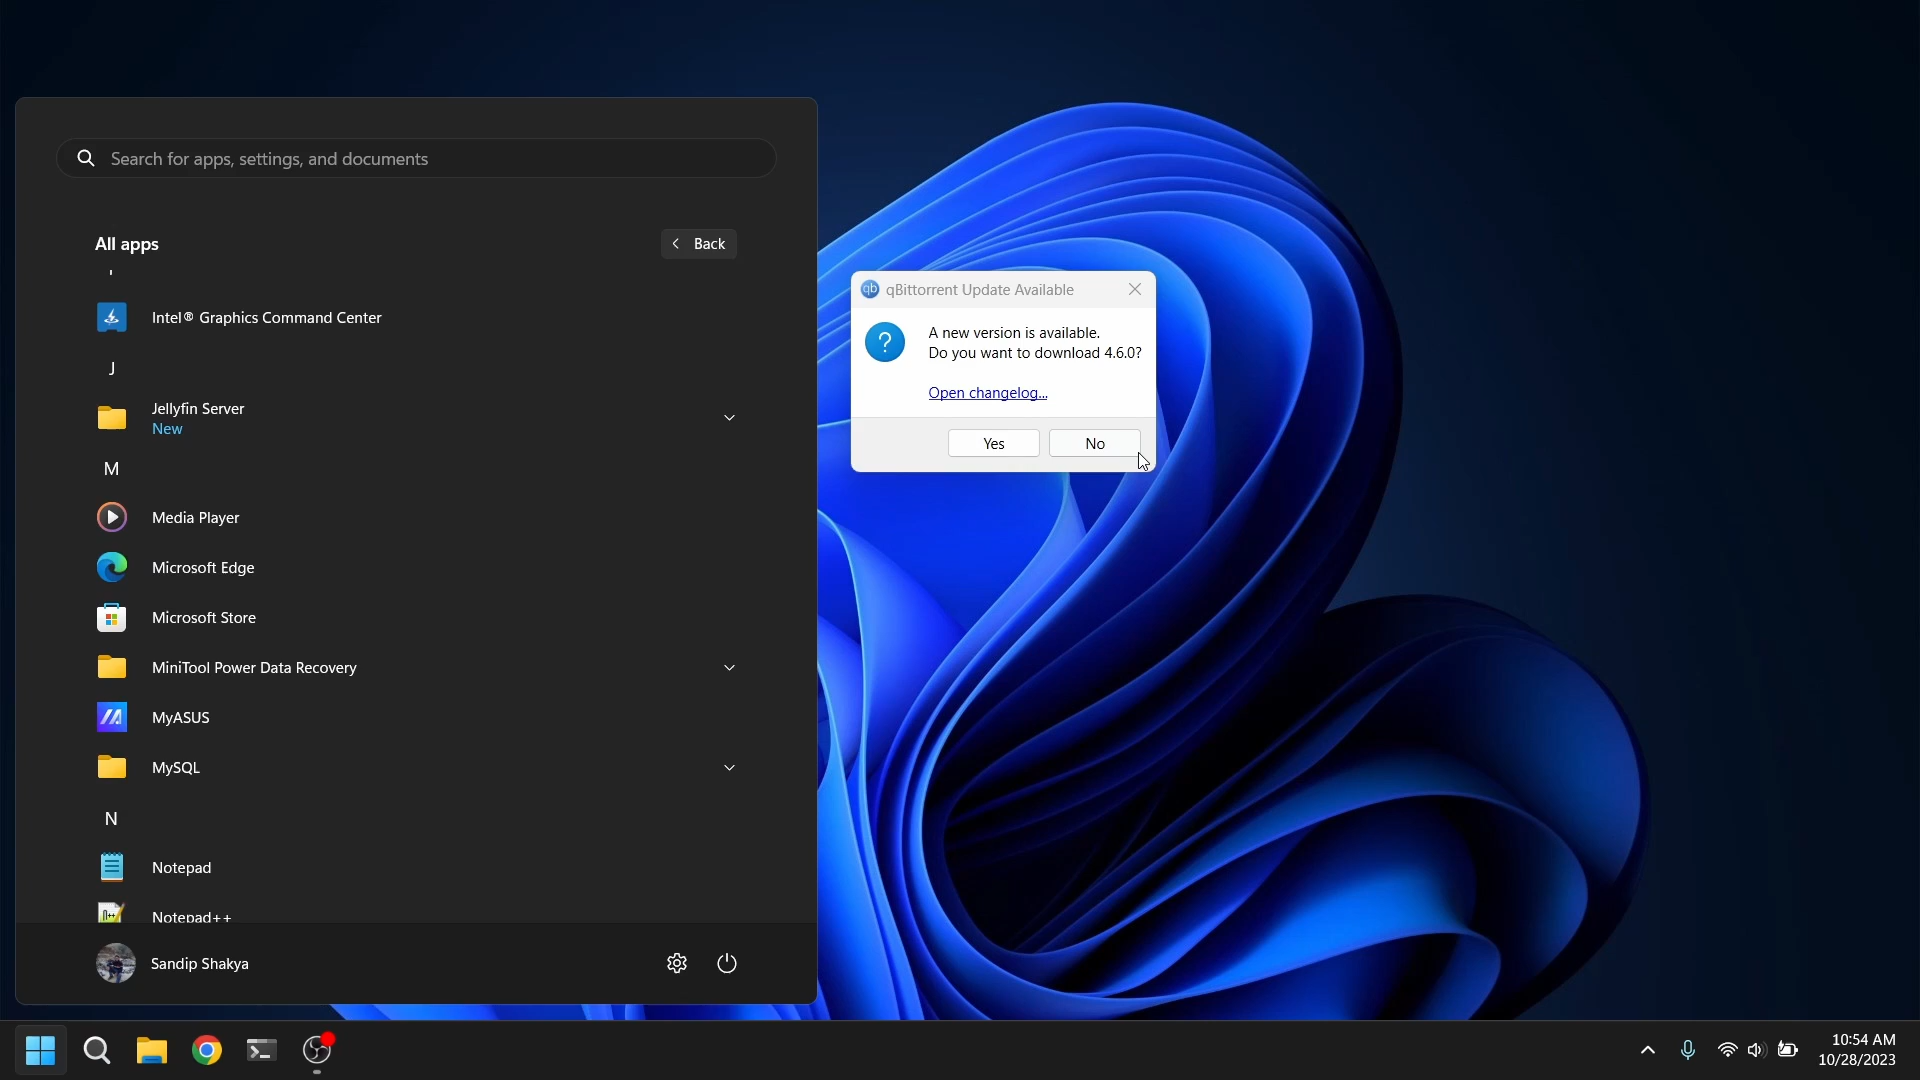 Search for apps, settings, and documents
All apps
Back
Intel® Graphics Command Center
J
Jellyfin Server
New
M
Media Player
Microsoft Edge
Microsoft Store
MiniTool Power Data Recovery
MyASUS
MySQL
N
Notepad
Notepad++
Sandip Shakya
qb qBittorrent Update Available
A new version is available.
Do you want to download 4.6.0?
Open changelog...
Yes
No
10:54 AM
10/28/2023